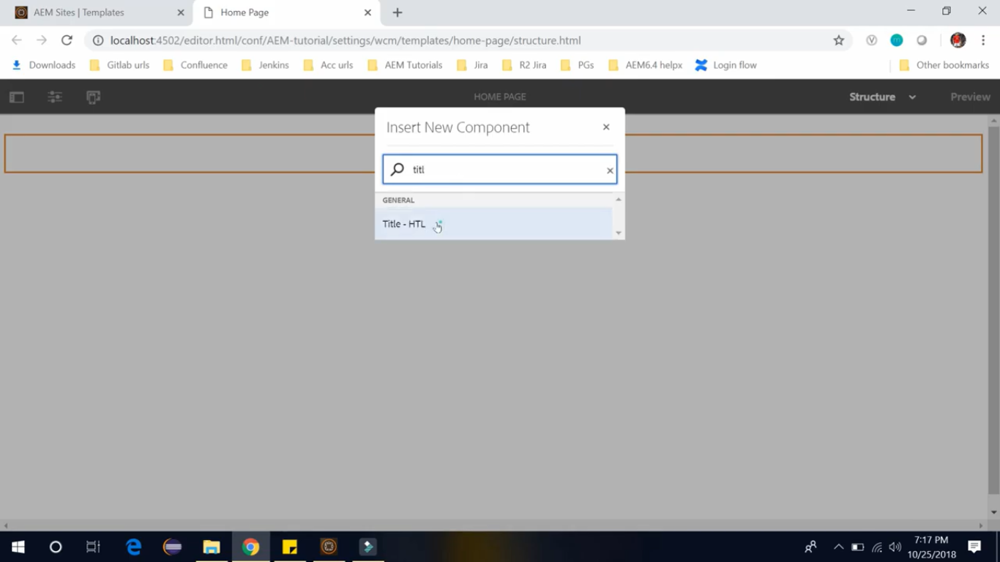 AEM Sites | Templates
Home Page
localhost:4502/editor.html/conf/AEM-tutorial/settings/wcm/templates/home-page/structure.html
Downloads Gitlab urls Confluence Jenkins Acc urls AEM Tutorials Jira R2 Jira PGs AEM6.4 helpx Login flow Other bookmarks
HOME PAGE Structure Preview
Insert New Component
titl
GENERAL
Title - HTL
7:17 PM
10/25/2018